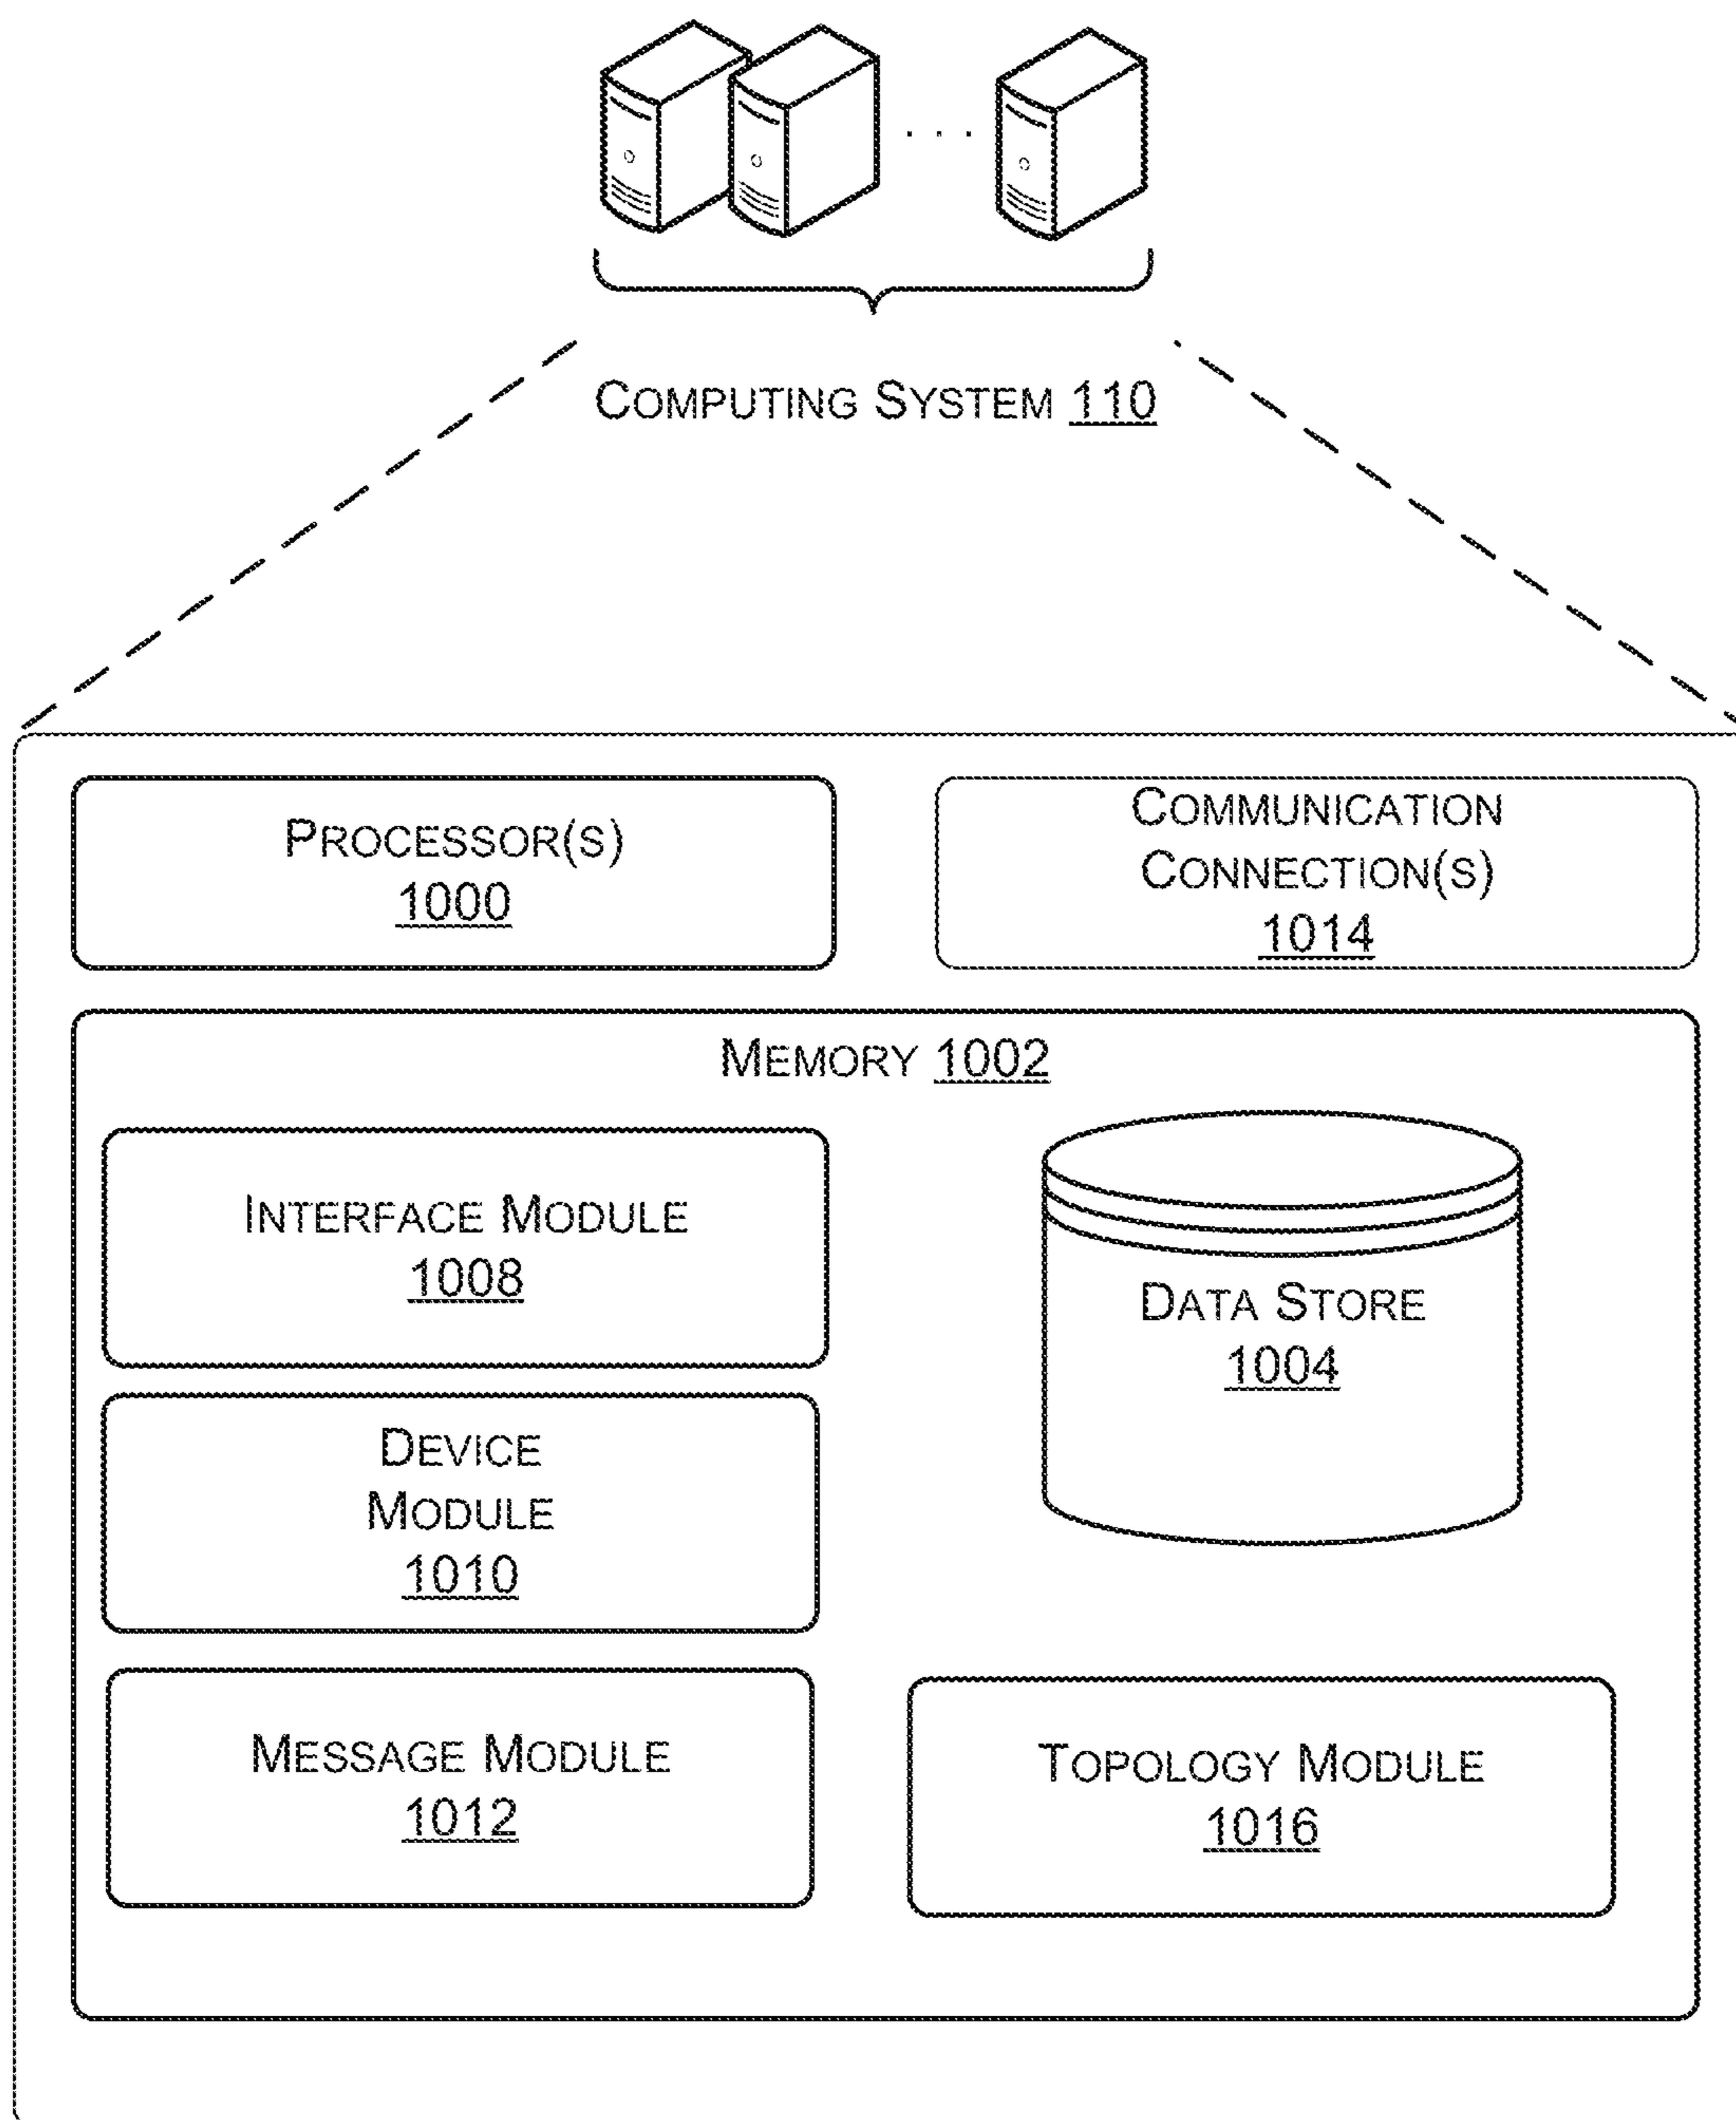 COMPUTING SYSTEM 110
PROCESSOR(S)
1000
COMMUNICATION
CONNECTION(S)
1014
MEMORY 1002
INTERFACE MODULE
1008
DATA STORE
1004
DEVICE
MODULE
1010
MESSAGE MODULE
1012
TOPOLOGY MODULE
1016